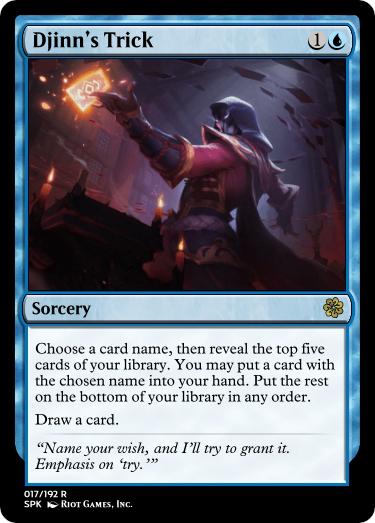 Djinn's Trick 1
Sorcery
Choose a card name, then reveal the top five
cards of your library. You may put a card with
the chosen name into your hand. Put the rest
on the bottom of your library in any order.
Draw a card.
“Name your wish, and I'll try to grant it.
Emphasis on ‘try.’”
017/192 R
SPK Riot Games, Inc.